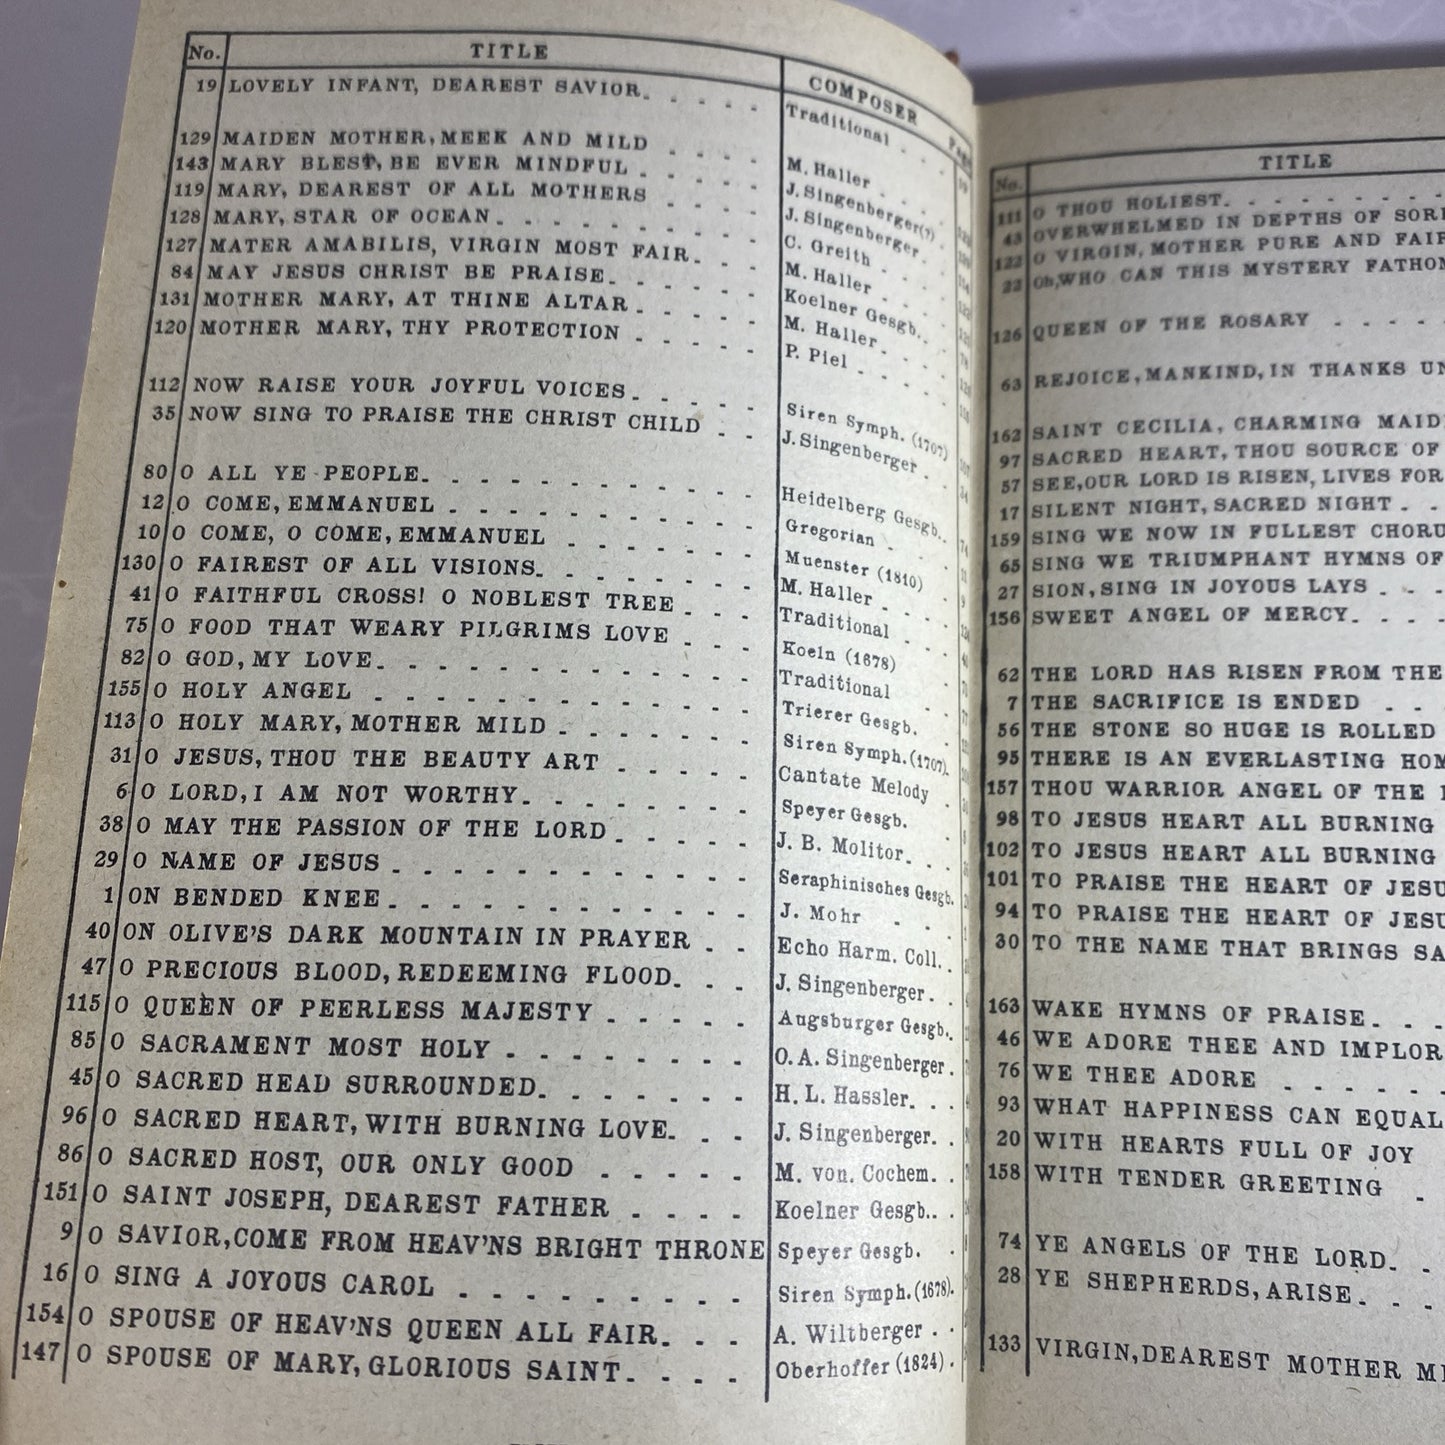 No. TITLE COMPOSER Page
19 LOVELY INFANT, DEAREST SAVIOR. Traditional
129 MAIDEN MOTHER, MEEK AND MILD M. Haller
143 MARY BLEST, BE EVER MINDFUL J. Singenberger(?)
119 MARY, DEAREST OF ALL MOTHERS J. Singenberger
128 MARY, STAR OF OCEAN C. Greith
127 MATER AMABILIS, VIRGIN MOST FAIR. M. Haller
84 MAY JESUS CHRIST BE PRAISE. Koelner Gesgb.
131 MOTHER MARY, AT THINE ALTAR M. Haller
120 MOTHER MARY, THY PROTECTION P. Piel
112 NOW RAISE YOUR JOYFUL VOICES. Siren Symph. (1707)
35 NOW SING TO PRAISE THE CHRIST CHILD J. Singenberger
80 O ALL YE PEOPLE. Heidelberg Gesgb.
12 O COME, EMMANUEL Gregorian
10 O COME, O COME, EMMANUEL Muenster (1810)
130 O FAIREST OF ALL VISIONS. M. Haller
41 O FAITHFUL CROSS! O NOBLEST TREE Traditional
75 O FOOD THAT WEARY PILGRIMS LOVE Koeln (1678)
82 O GOD, MY LOVE. Traditional
155 O HOLY ANGEL Trierer Gesgb.
113 O HOLY MARY, MOTHER MILD Siren Symph. (1707).
31 O JESUS, THOU THE BEAUTY ART Cantate Melody
6 O LORD, I AM NOT WORTHY. Speyer Gesgb.
38 O MAY THE PASSION OF THE LORD J. B. Molitor.
29 O NAME OF JESUS Seraphinisches Gesgb.
1 ON BENDED KNEE J. Mohr
40 ON OLIVE'S DARK MOUNTAIN IN PRAYER Echo Harm. Coll.
47 O PRECIOUS BLOOD, REDEEMING FLOOD. J. Singenberger.
115 O QUEEN OF PEERLESS MAJESTY Augsburger Gesgb.
85 O SACRAMENT MOST HOLY O. A. Singenberger
45 O SACRED HEAD SURROUNDED. H. L. Hassler.
96 O SACRED HEART, WITH BURNING LOVE. J. Singenberger.
86 O SACRED HOST, OUR ONLY GOOD M. von. Cochem.
151 O SAINT JOSEPH, DEAREST FATHER Koelner Gesgb.
9 O SAVIOR, COME FROM HEAV'NS BRIGHT THRONE Speyer Gesgb.
16 O SING A JOYOUS CAROL Siren Symph. (1678).
154 O SPOUSE OF HEAV'NS QUEEN ALL FAIR. A. Wiltberger
147 O SPOUSE OF MARY, GLORIOUS SAINT. Oberhoffer (1824)
No. TITLE
111 O THOU HOLIEST.
43 OVERWHELMED IN DEPTHS OF
122 O VIRGIN, MOTHER PURE AND FAIR
22 Oh, WHO CAN THIS MYSTERY FATHOM
126 QUEEN OF THE ROSARY
63 REJOICE, MANKIND, IN THANKS
162 SAINT CECILIA, CHARMING
97 SACRED HEART, THOU SOURCE OF
57 SEE, OUR LORD IS RISEN, LIVES FOR
17 SILENT NIGHT, SACRED NIGHT
159 SING WE NOW IN FULLEST CHORU
65 SING WE TRIUMPHANT HYMNS OF
27 SION, SING IN JOYOUS LAYS
156 SWEET ANGEL OF MERCY.
62 THE LORD HAS RISEN FROM THE
7 THE SACRIFICE IS ENDED
56 THE STONE SO HUGE IS ROLLED
95 THERE IS AN EVERLASTING HOM
157 THOU WARRIOR ANGEL OF THE
98 TO JESUS HEART ALL BURNING
102 TO JESUS HEART ALL BURNING
101 TO PRAISE THE HEART OF JESU
94 TO PRAISE THE HEART OF JESU
30 TO THE NAME THAT BRINGS SA
163 WAKE HYMNS OF PRAISE.
46 WE ADORE THEE AND IMPLOR
76 WE THEE ADORE
93 WHAT HAPPINESS CAN EQUAL
20 WITH HEARTS FULL OF JOY
158 WITH TENDER GREETING
74 YE ANGELS OF THE LORD.
28 YE SHEPHERDS, ARISE.
133 VIRGIN, DEAREST MOTHER